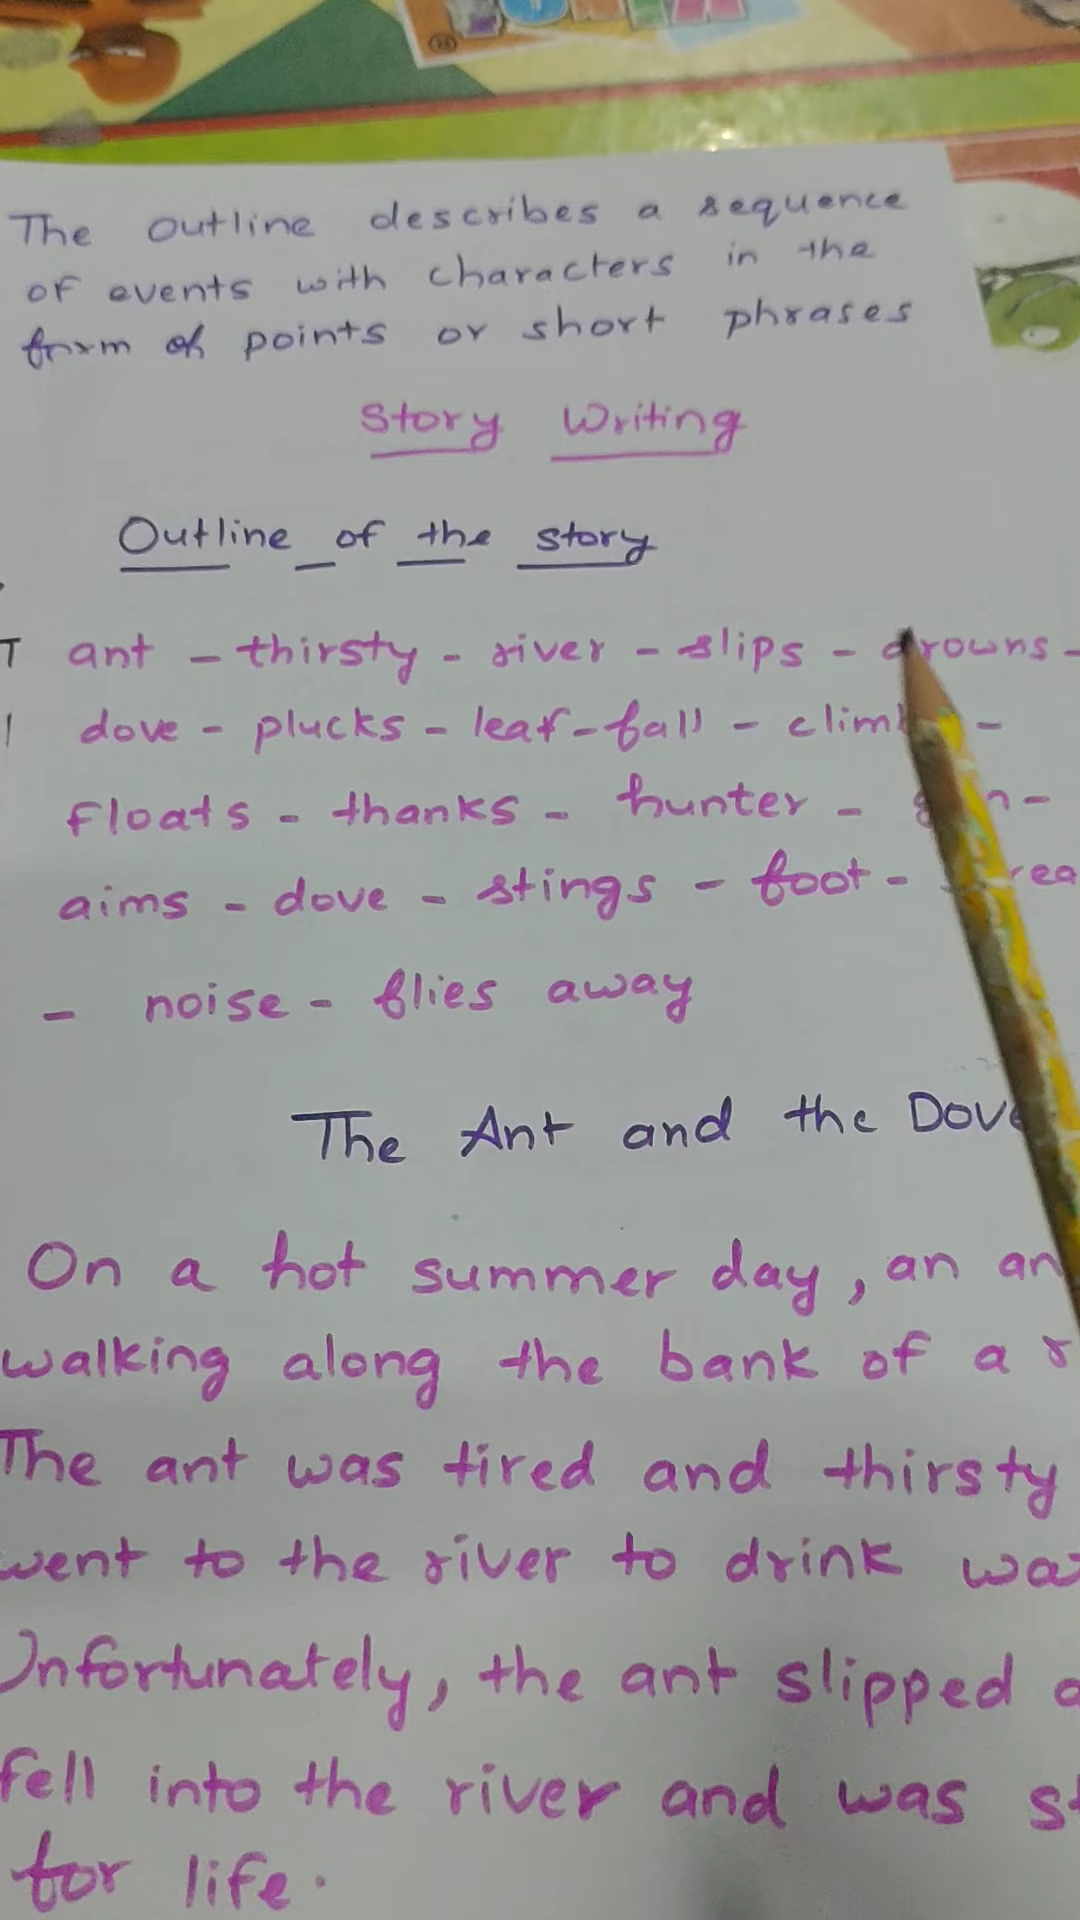 The outline describes a sequence
of events with characters in the
form of points or short phrases
Story Writing
Outline of the story
ant - thirsty - river - slips - drowns -
dove - plucks - leaf - fall - climbs -
floats - thanks - hunter - -
aims - dove - stings - foot -
- noise - flies away
The Ant and the Dove
On a hot summer day, an
walking along the bank of a
The ant was tired and thirsty
went to the river to drink
Unfortunately, the ant slipped
fell into the river and was
for life.